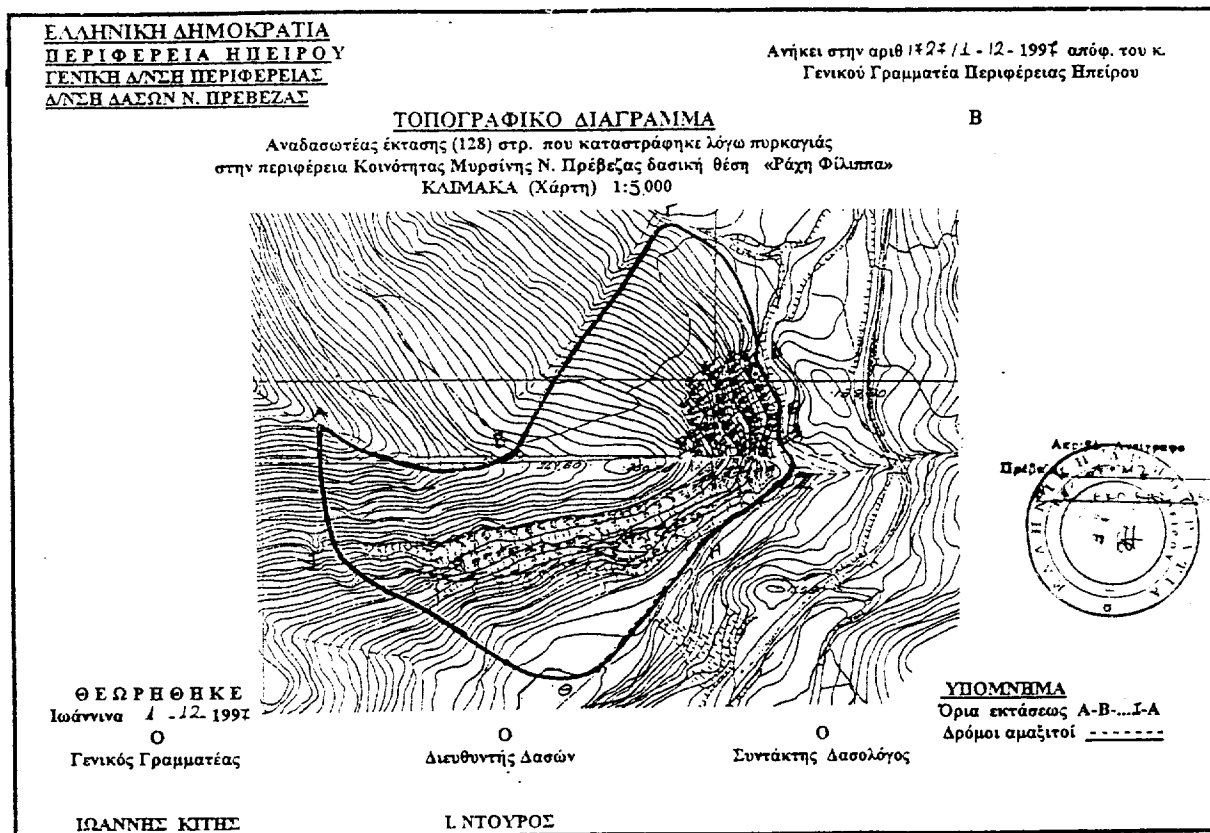 ΕΛΛΗΝΙΚΗ ΔΗΜΟΚΡΑΤΙΑ
ΠΕΡΙΦΕΡΕΙΑ ΗΠΕΙΡΟΥ
ΓΕΝΙΚΗ Δ/ΝΣΗ ΠΕΡΙΦΕΡΕΙΑΣ
Δ/ΝΣΗ ΔΑΣΩΝ Ν. ΠΡΕΒΕΖΑΣ
Ανήκει στην αριθ 1727/1-12-1997 απόφ. του κ.
Γενικού Γραμματέα Περιφέρειας Ηπείρου
ΤΟΠΟΓΡΑΦΙΚΟ ΔΙΑΓΡΑΜΜΑ
Β
Αναδασωτέας έκτασης (128) στρ. που καταστράφηκε λόγω πυρκαγιάς
στην περιφέρεια Κοινότητας Μυρσίνης Ν. Πρέβεζας δασική θέση «Ράχη Φίλιππα»
ΚΛΙΜΑΚΑ (Χάρτη) 1:5.000
Γ
Α
Β
Η
Ι
Θ
ΘΕΩΡΗΘΗΚΕ
Ιωάννινα 1-12-1997
Ο
Γενικός Γραμματέας
ΙΩΑΝΝΗΣ ΚΙΤΗΣ
Ο
Διευθυντής Δασών
Ι. ΝΤΟΥΡΟΣ
Ο
Συντάκτης Δασολόγος
ΥΠΟΜΝΗΜΑ
Όρια εκτάσεως Α-Β-....Ι-Α
Δρόμοι αμαξιτοί